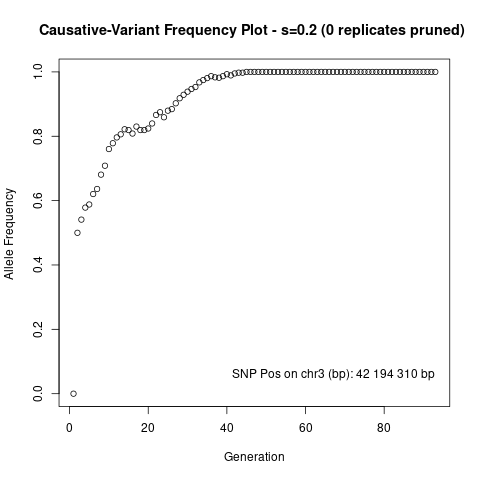 Causative-Variant Frequency Plot - s=0.2 (0 replicates pruned)
1.0
0.8
0.6
0.4
0.2
0.0
Allele Frequency
SNP Pos on chr3 (bp): 42 194 310 bp
0 20 40 60 80
Generation